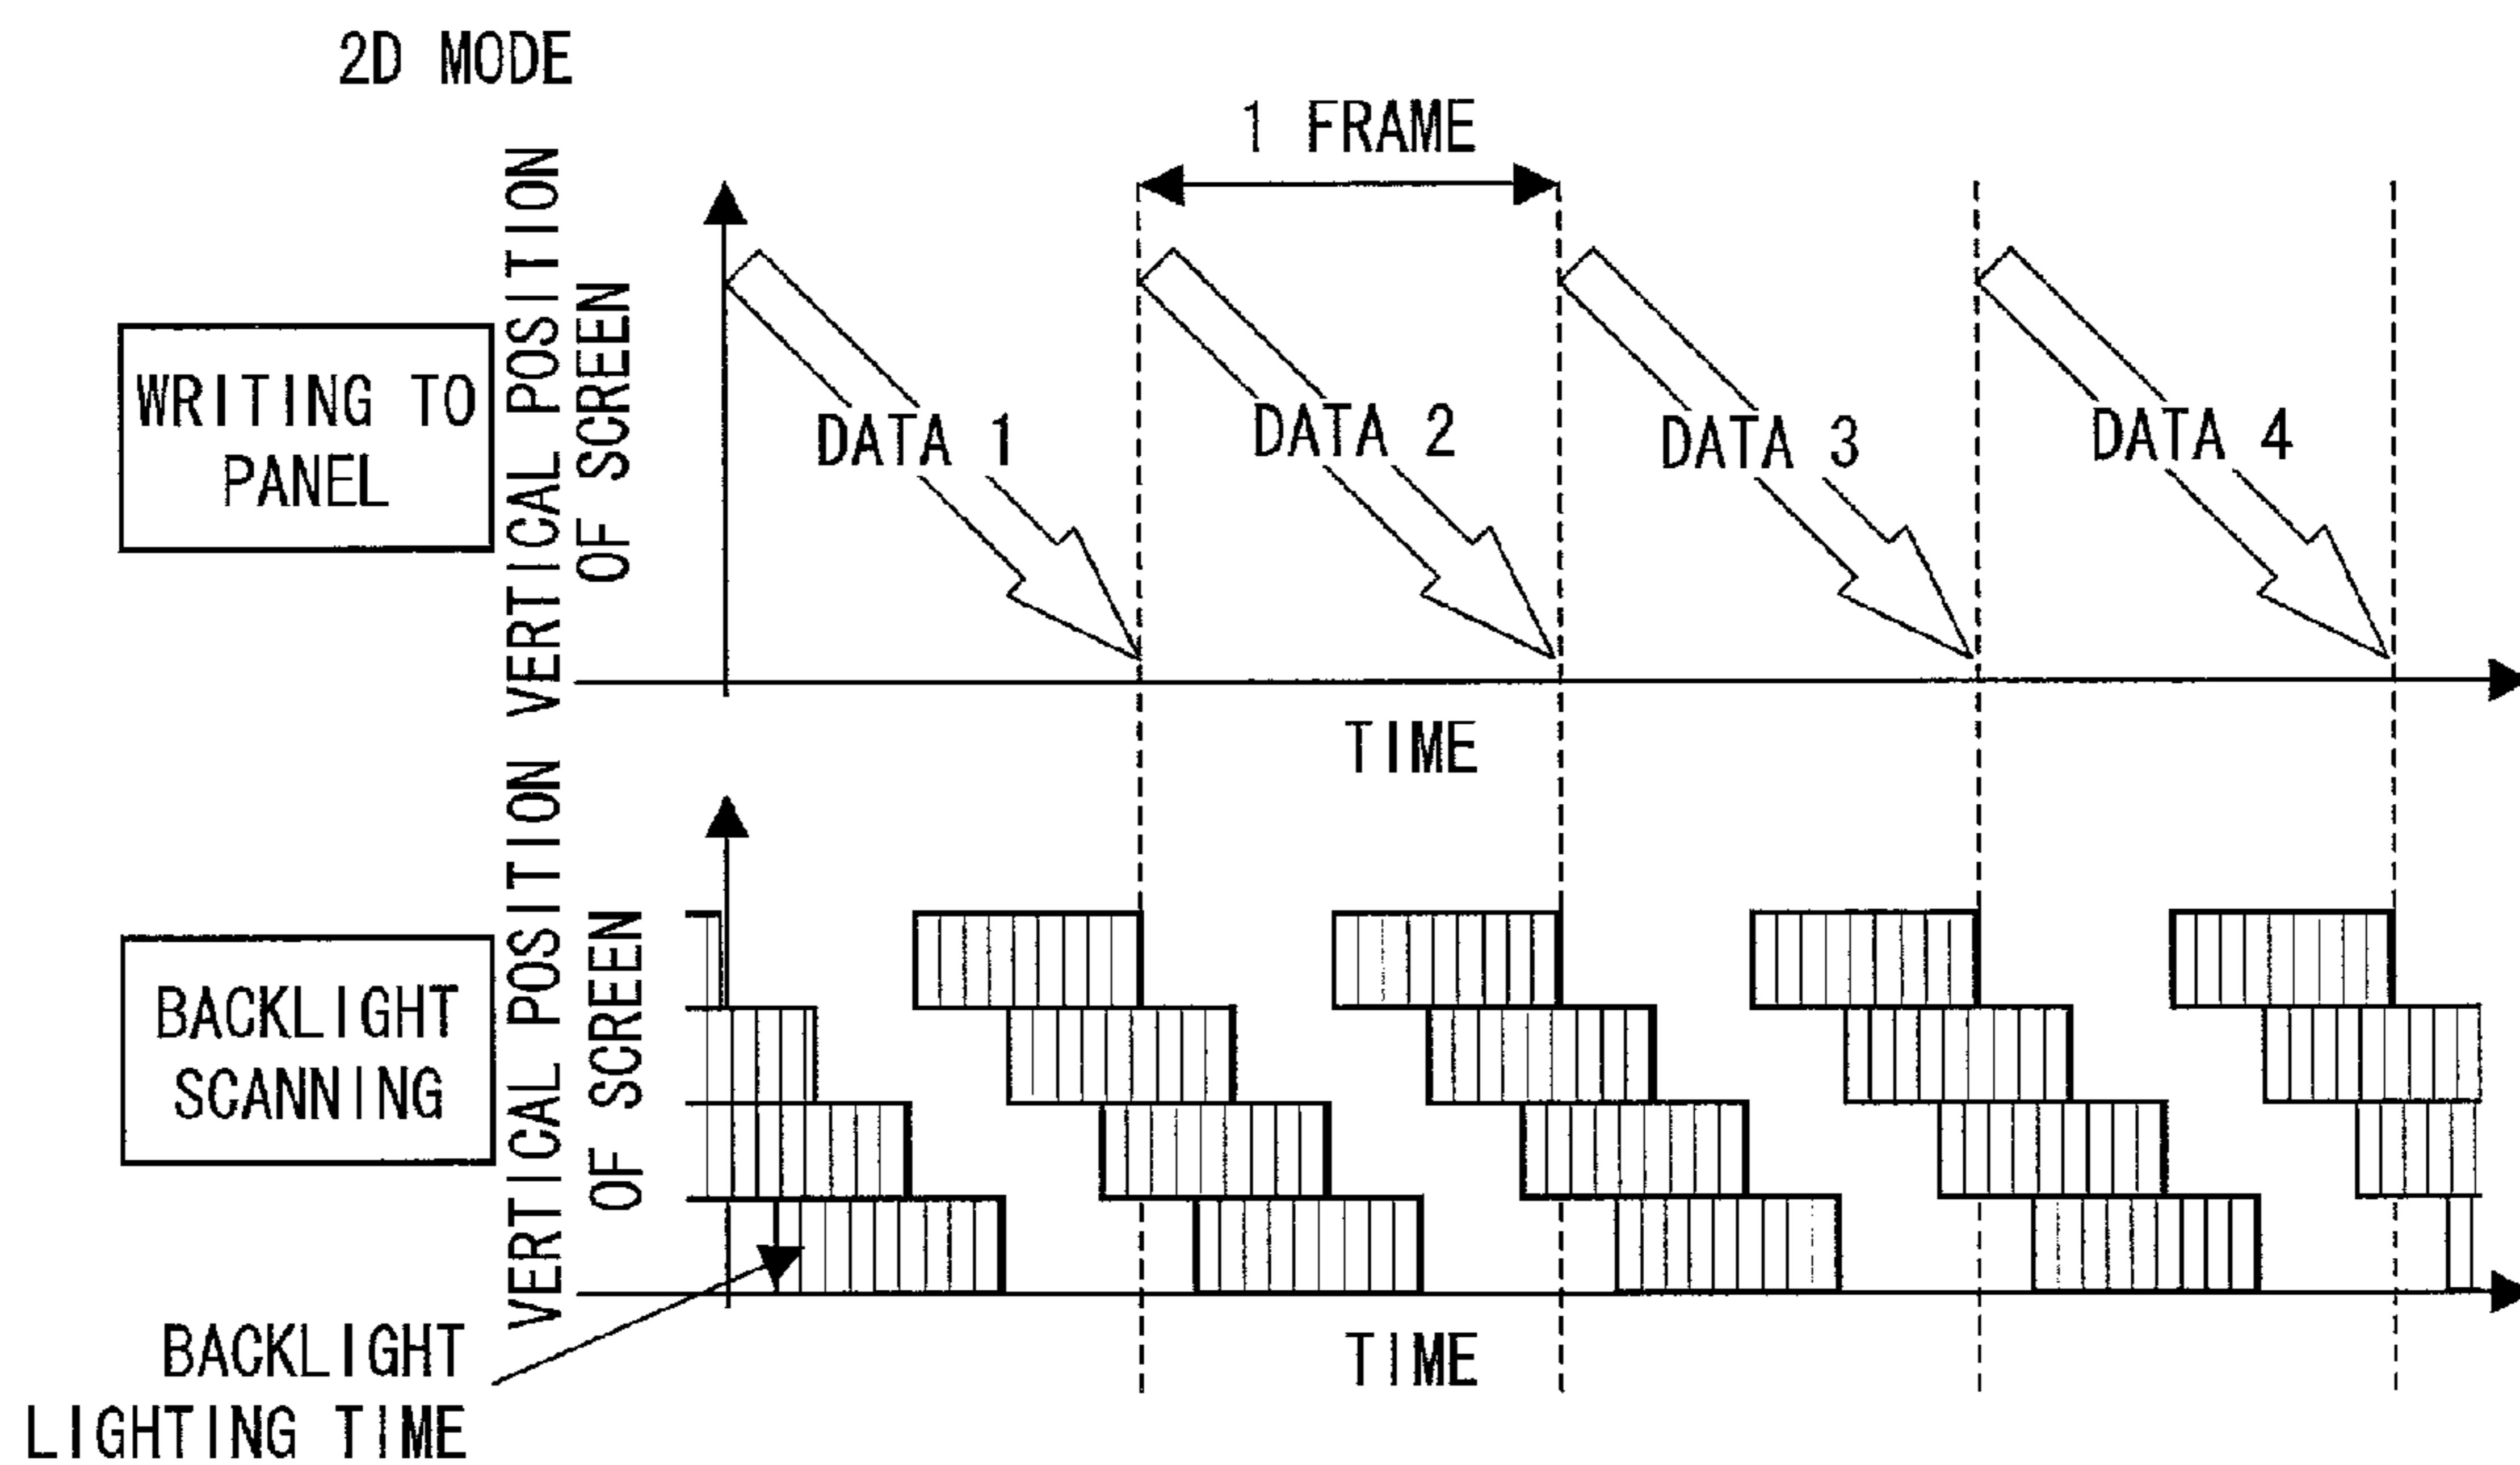 2D MODE
1 FRAME
VERTICAL POSITION
OF SCREEN
WRITING TO
PANEL
DATA 1
DATA 2
DATA 3
DATA 4
TIME
VERTICAL POSITION
OF SCREEN
BACKLIGHT
SCANNING
BACKLIGHT
LIGHTING TIME
TIME